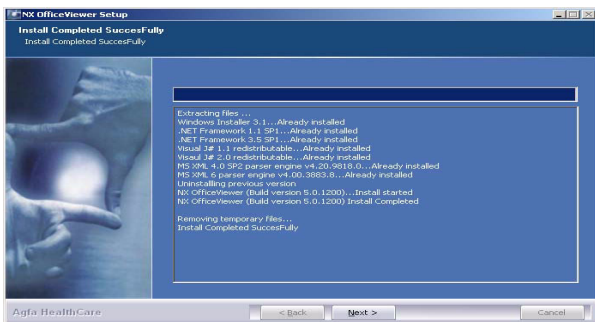 NX OfficeViewer Setup
Install Completed SuccesFully
Install Completed SuccesFully
Extracting files ...
Windows Installer 3.1...Already installed
.NET Framework 1.1 SP1...Already installed
.NET Framework 3.5 SP1...Already installed
Visual J# 1.1 redistributable...Already installed
Visaul J# 2.0 redistributable...Already installed
MS XML 4.0 SP2 parser engine v4.20.9818.0...Already installed
MS XML 6 parser engine v4.00.3883.8...Already installed
Uninstalling previous version
NX OfficeViewer (Build version 5.0.1200)...Install started
NX OfficeViewer (Build version 5.0.1200) Install Completed
Removing temporary files...
Install Completed SuccesFully
Agfa HealthCare
< Back
Next >
Cancel